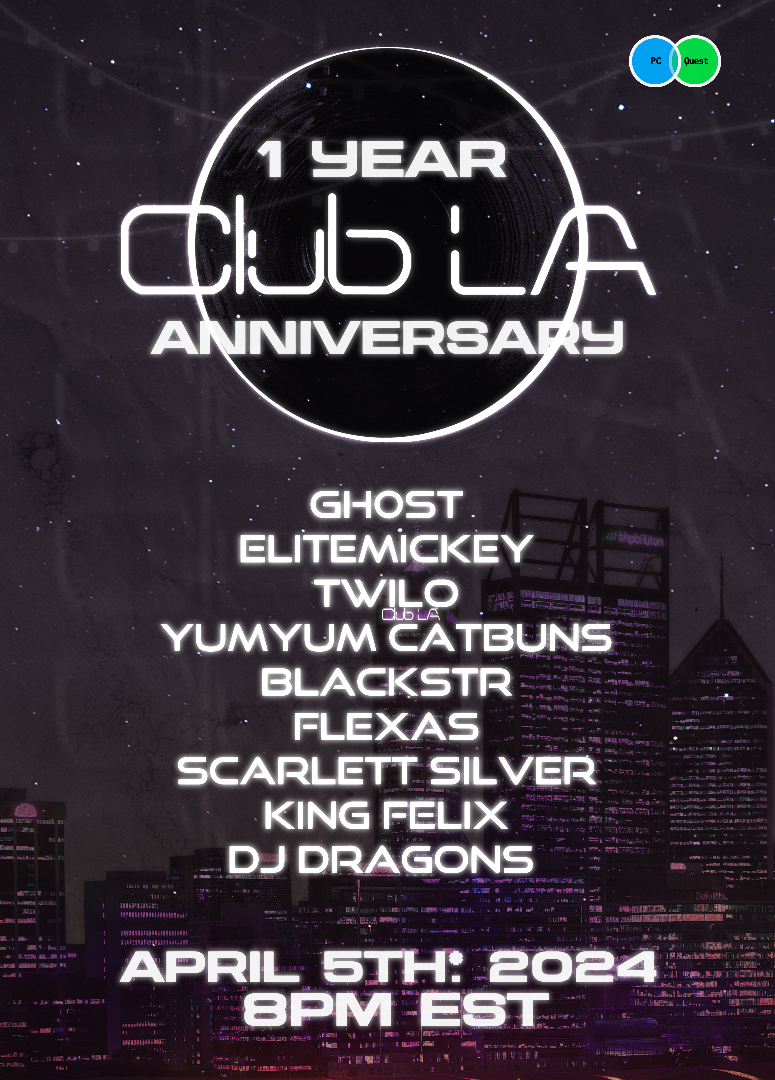 PC Quest
1 YEAR
Club LA
ANNIVERSARY
GHOST
ELITEMICKEY
TWILO
Club LA
YUMYUM CATBUNS
BLACKSTR
FLEXAS
SCARLETT SILVER
KING FELIX
DJ DRAGONS
Deloitte
APRIL 5TH: 2024
8PM EST